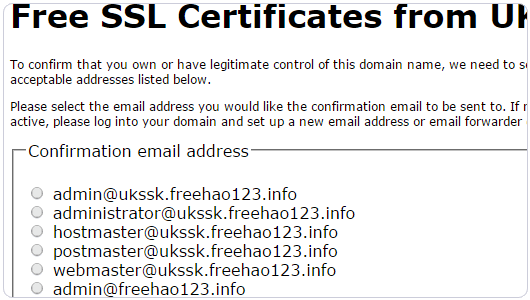 Free SSL Certificates from Uk
To confirm that you own or have legitimate control of this domain name, we need to se
acceptable addresses listed below.
Please select the email address you would like the confirmation email to be sent to. If n
active, please log into your domain and set up a new email address or email forwarder
Confirmation email address
admin@ukssk.freehao123.info
administrator@ukssk.freehao123.info
hostmaster@ukssk.freehao123.info
postmaster@ukssk.freehao123.info
webmaster@ukssk.freehao123.info
admin@freehao123.info